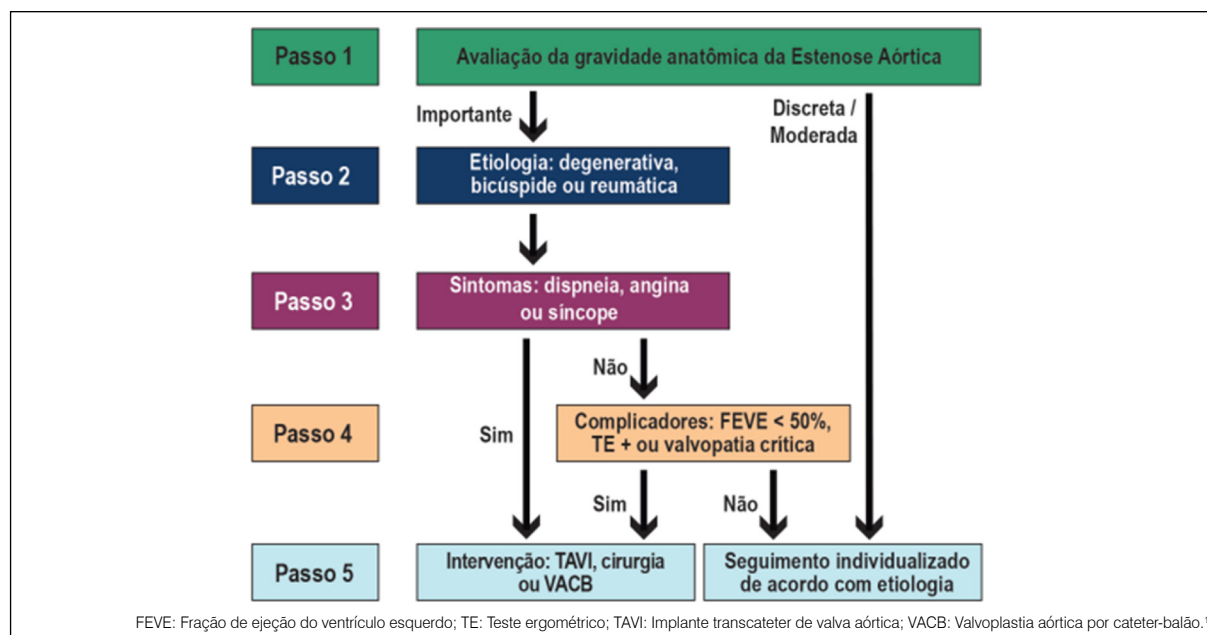 Passo 1
Avaliação da gravidade anatômica da Estenose Aórtica
Importante
Discreta /
Moderada
Passo 2
Etiologia: degenerativa,
bicúspide ou reumática
Passo 3
Sintomas: dispneia, angina
ou síncope
Não
Sim
Passo 4
Complicadores: FEVE < 50%,
TE + ou valvopatia crítica
Sim
Não
Passo 5
Intervenção: TAVI, cirurgia
ou VACB
Seguimento individualizado
de acordo com etiologia
FEVE: Fração de ejeção do ventrículo esquerdo; TE: Teste ergométrico; TAVI: Implante transcateter de valva aórtica; VACB: Valvoplastia aórtica por cateter-balão.